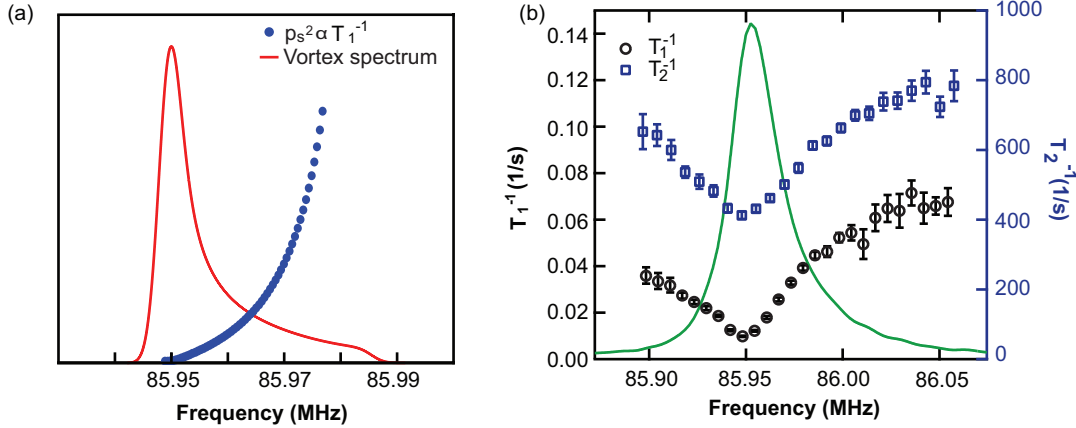 (a)
pₛ² α T₁⁻¹
Vortex spectrum
85.95 85.97 85.99
Frequency (MHz)
(b)
T₁⁻¹
T₂⁻¹
0.14
0.12
0.10
0.08
0.06
0.04
0.02
0.00
T₁⁻¹ (1/s)
1000
800
600
400
200
0
T₂⁻¹(1/s)
85.90 85.95 86.00 86.05
Frequency (MHz)